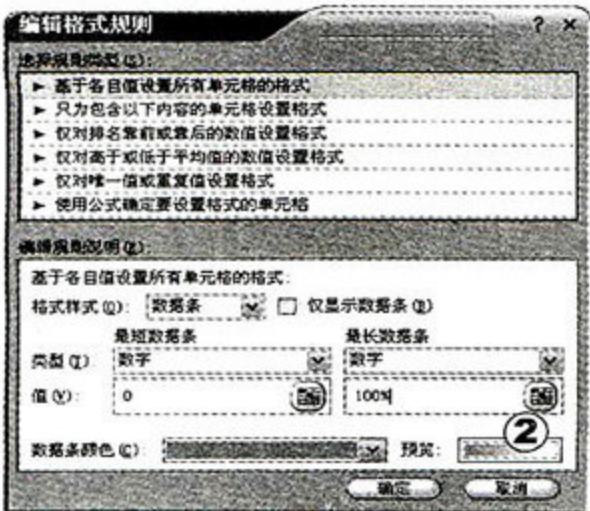 编辑格式规则
选择规则类型(S):
► 基于各自值设置所有单元格的格式
► 只为包含以下内容的单元格设置格式
► 仅对排名靠前或靠后的数值设置格式
► 仅对高于或低于平均值的数值设置格式
► 仅对唯一值或重复值设置格式
► 使用公式确定要设置格式的单元格
编辑规则说明(E):
基于各自值设置所有单元格的格式:
格式样式(O): 数据条 仅显示数据条(B)
最短数据条 最长数据条
类型(T): 数字 数字
值(V): 0 100%
数据条颜色(C): 预览: ②
确定 取消